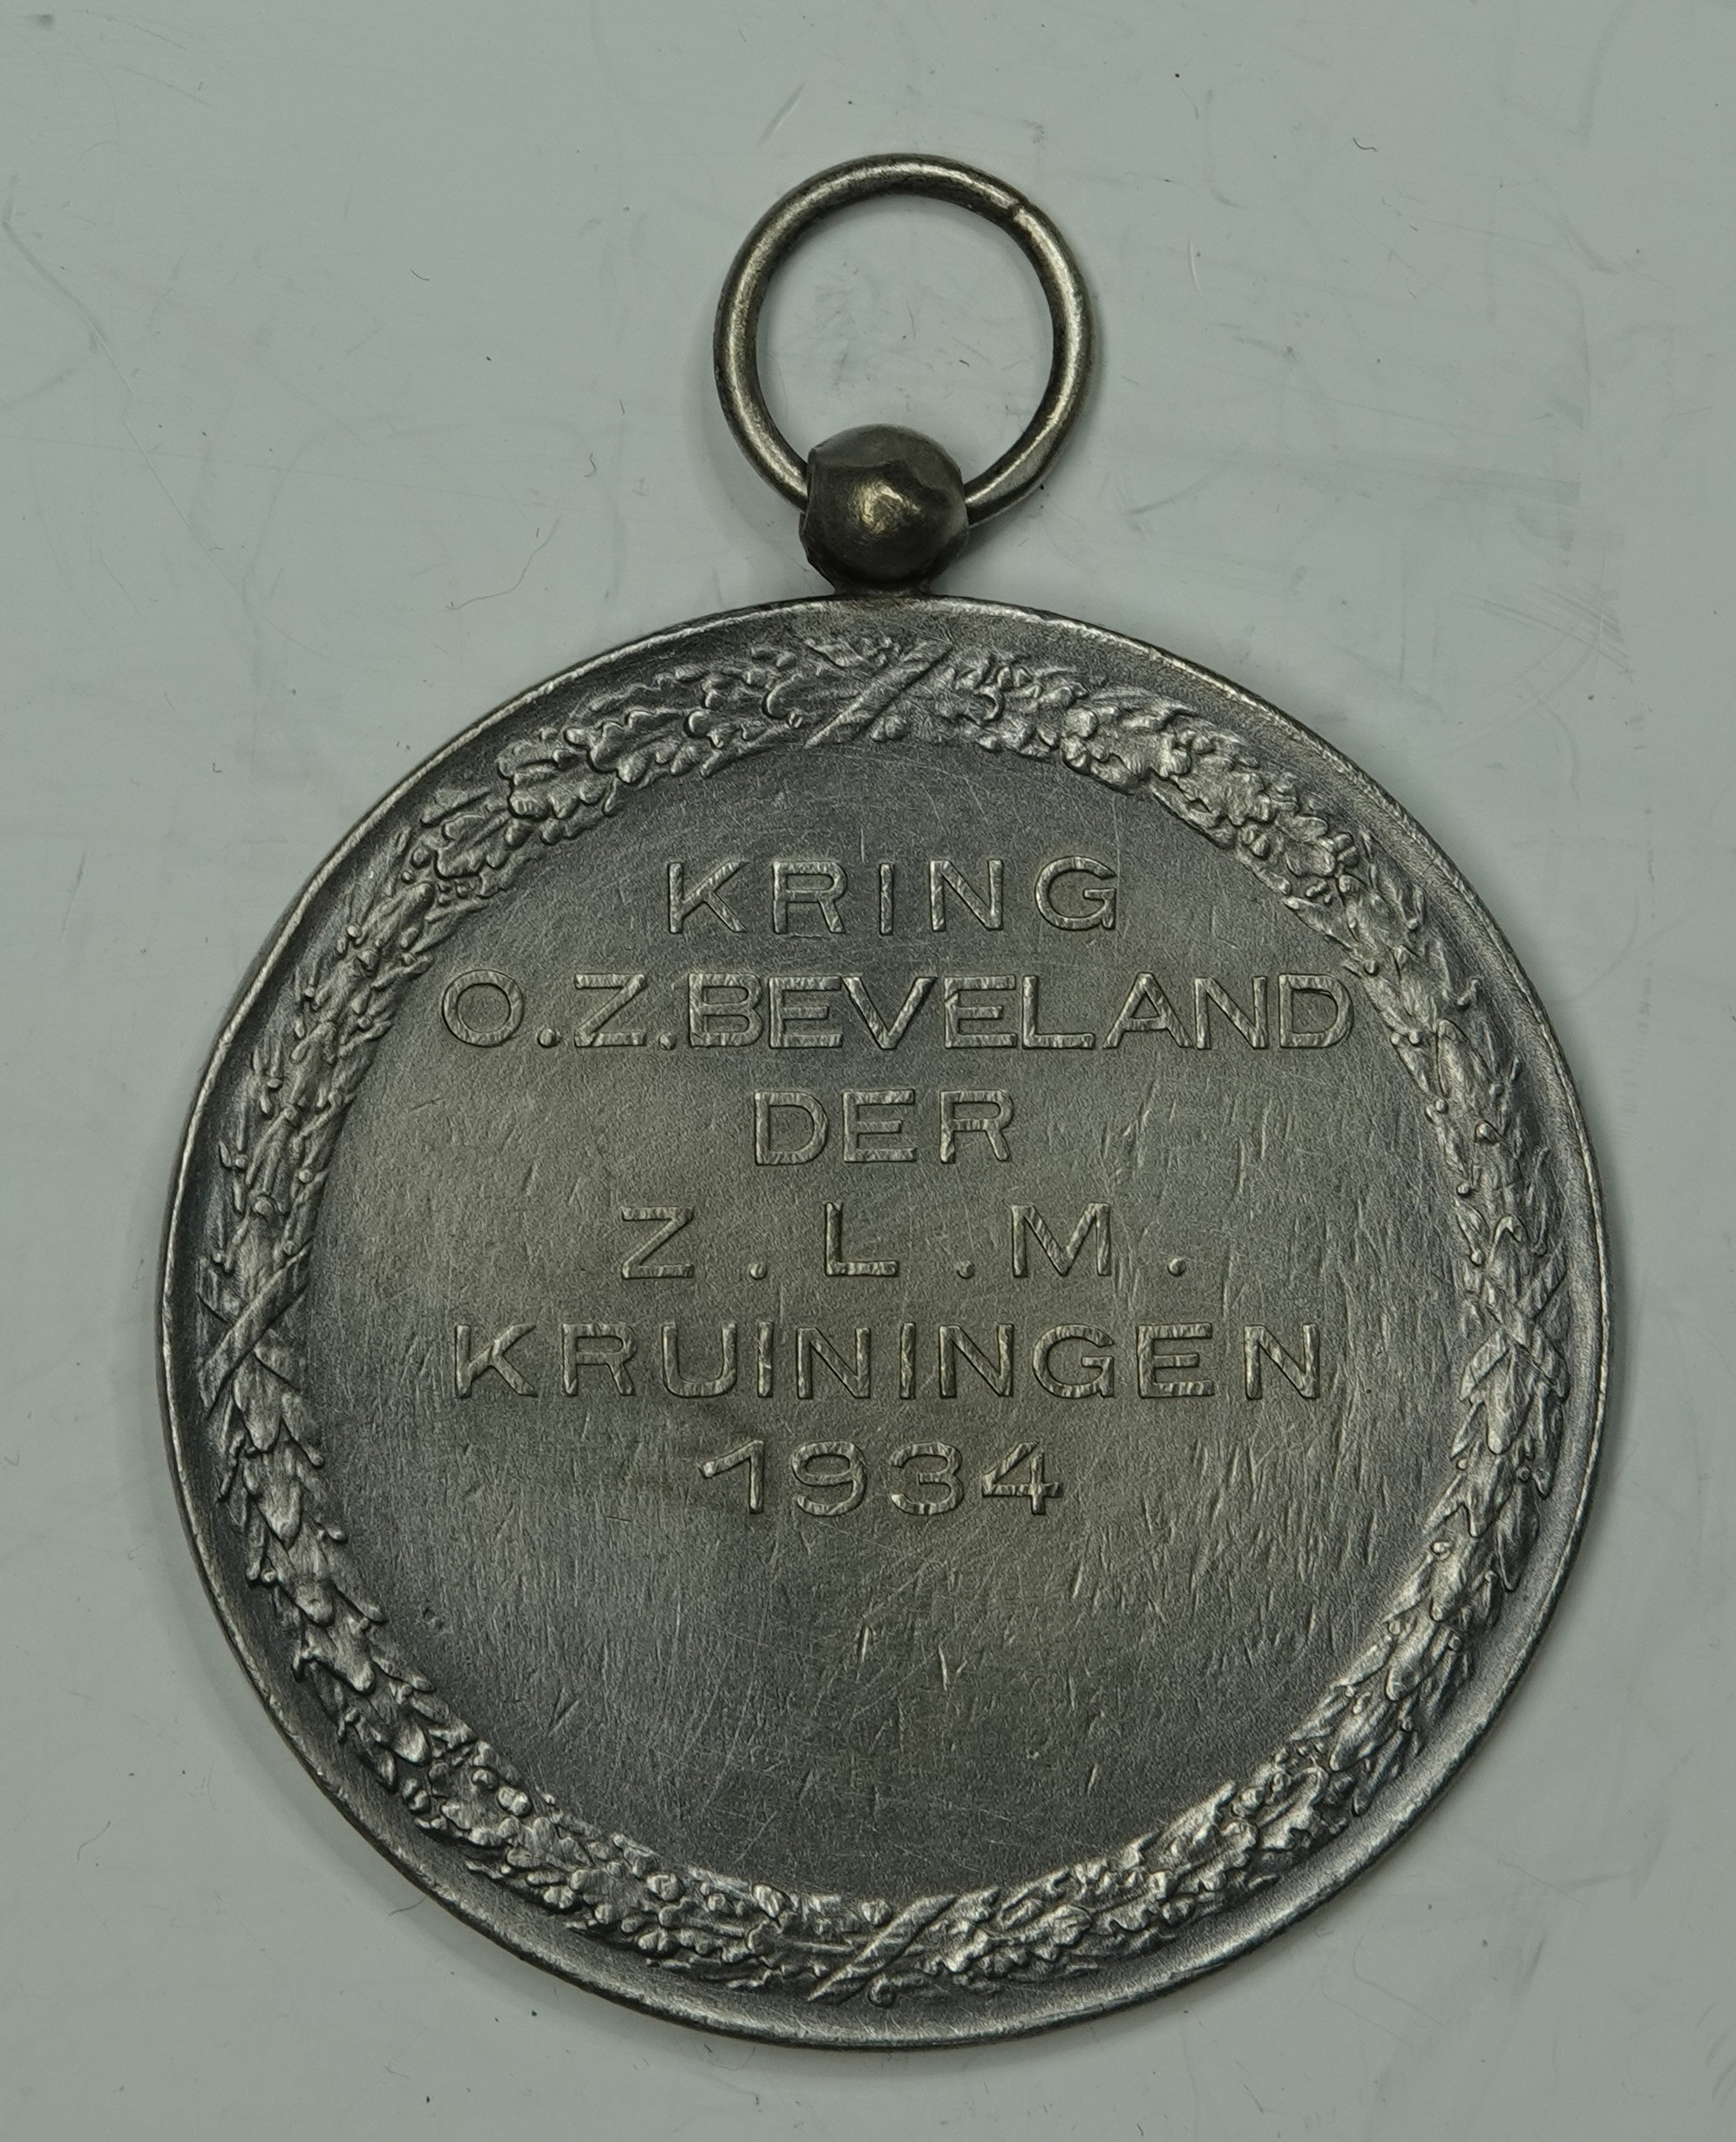 KRING
O.Z.BEVELAND
DER
Z.L.M.
KRUININGEN
1934